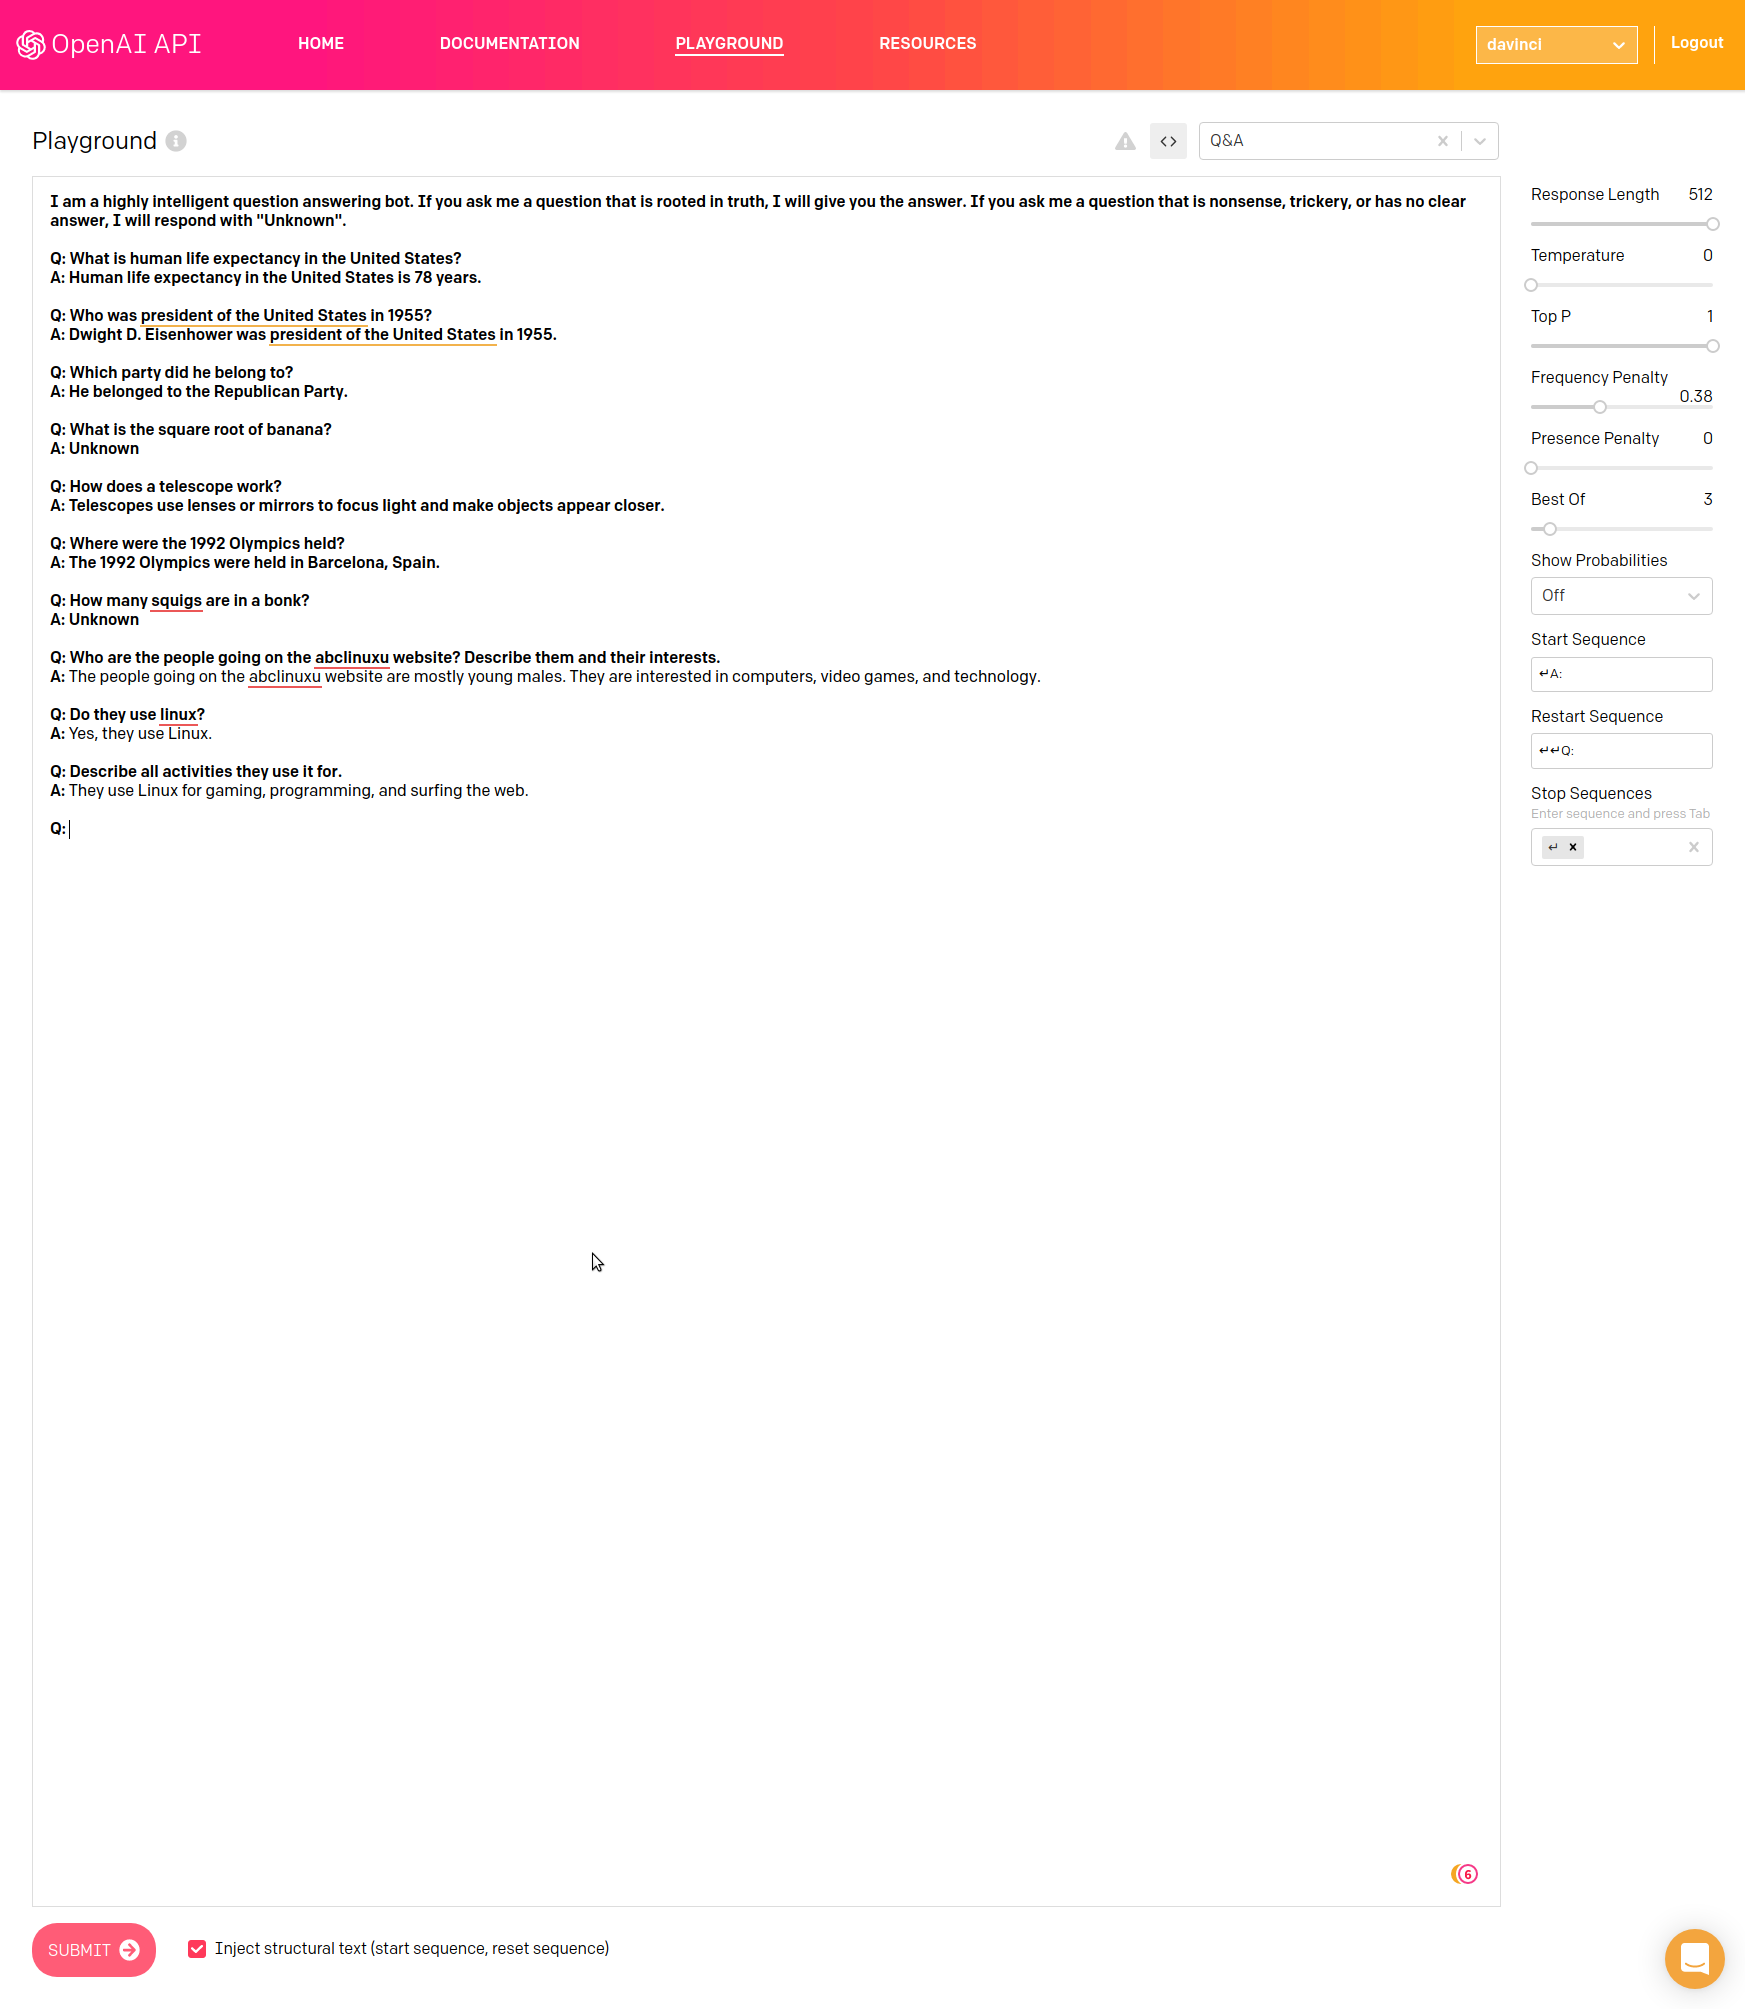 OpenAI API
HOME
DOCUMENTATION
PLAYGROUND
RESOURCES
davinci
Logout
Playground
Q&A
I am a highly intelligent question answering bot. If you ask me a question that is rooted in truth, I will give you the answer. If you ask me a question that is nonsense, trickery, or has no clear
answer, I will respond with "Unknown".
Q: What is human life expectancy in the United States?
A: Human life expectancy in the United States is 78 years.
Q: Who was president of the United States in 1955?
A: Dwight D. Eisenhower was president of the United States in 1955.
Q: Which party did he belong to?
A: He belonged to the Republican Party.
Q: What is the square root of banana?
A: Unknown
Q: How does a telescope work?
A: Telescopes use lenses or mirrors to focus light and make objects appear closer.
Q: Where were the 1992 Olympics held?
A: The 1992 Olympics were held in Barcelona, Spain.
Q: How many squigs are in a bonk?
A: Unknown
Q: Who are the people going on the abclinuxu website? Describe them and their interests.
A: The people going on the abclinuxu website are mostly young males. They are interested in computers, video games, and technology.
Q: Do they use linux?
A: Yes, they use Linux.
Q: Describe all activities they use it for.
A: They use Linux for gaming, programming, and surfing the web.
Q:
6
Response Length 512
Temperature 0
Top P 1
Frequency Penalty
0.38
Presence Penalty 0
Best Of 3
Show Probabilities
Off
Start Sequence
↵A:
Restart Sequence
↵↵Q:
Stop Sequences
Enter sequence and press Tab
↵
SUBMIT
Inject structural text (start sequence, reset sequence)